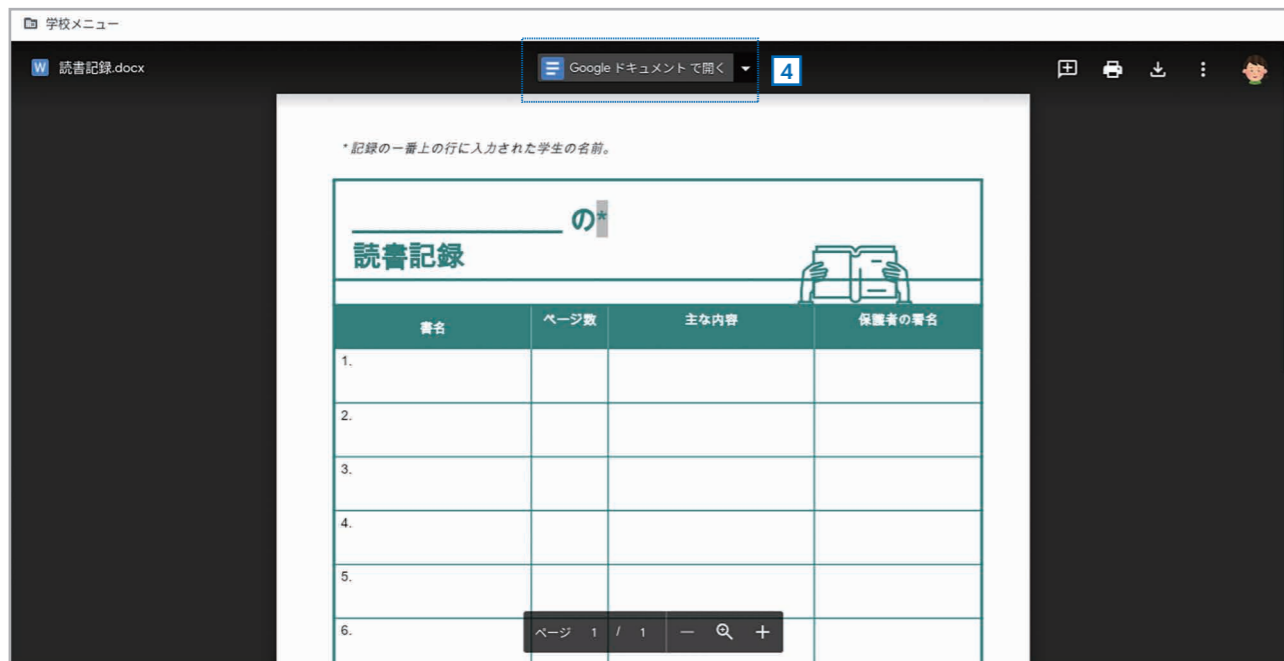 学校メニュー
W 読書記録.docx
Google ドキュメント で開く
4
*記録の一番上の行に入力された学生の名前。
の*
読書記録
書名 ページ数 主な内容 保護者の署名
1.
2.
3.
4.
5.
6.
ページ 1 / 1